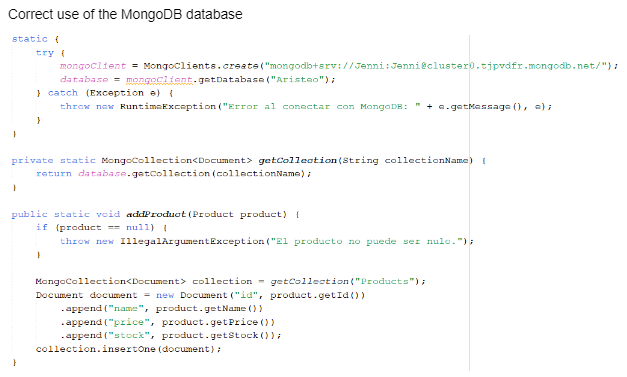 Correct use of the MongoDB database
static {
try {
mongoClient = MongoClients.create("mongodb+srv://Jenni:Jenni@cluster0.tjpvdfr.mongodb.net/");
database = mongoClient.getDatabase("Aristeo");
} catch (Exception e) {
throw new RuntimeException("Error al conectar con MongoDB: " + e.getMessage(), e);
}
}
private static MongoCollection<Document> getCollection(String collectionName) {
return database.getCollection(collectionName);
}
public static void addProduct(Product product) {
if (product == null) {
throw new IllegalArgumentException("El producto no puede ser nulo.");
}
MongoCollection<Document> collection = getCollection("Products");
Document document = new Document("id", product.getId())
.append("name", product.getName())
.append("price", product.getPrice())
.append("stock", product.getStock());
collection.insertOne(document);
}